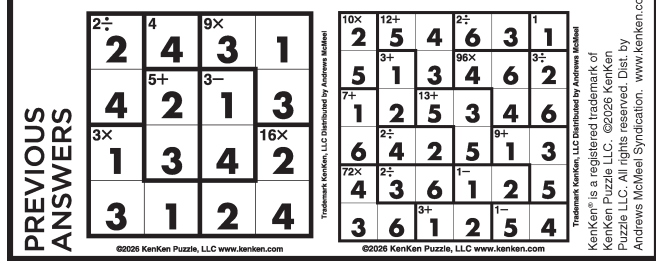 PREVIOUS
ANSWERS
2÷ 4 9×
2 4 3 1
5+ 3−
4 2 1 3
3× 16×
1 3 4 2
3 1 2 4
©2026 KenKen Puzzle, LLC www.kenken.com
Trademark KenKen, LLC Distributed by Andrews McMeel
10× 12+ 2÷ 1
2 5 4 6 3 1
3+ 96× 3÷
5 1 3 4 6 2
7+ 13+
1 2 5 3 4 6
2÷ 9+
6 4 2 5 1 3
72× 2÷ 1−
4 3 6 1 2 5
3+ 1−
3 6 1 2 5 4
©2026 KenKen Puzzle, LLC www.kenken.com
Trademark KenKen, LLC Distributed by Andrews McMeel
KenKen® is a registered trademark of
KenKen Puzzle LLC. ©2026 KenKen
Puzzle LLC. All rights reserved. Dist. by
Andrews McMeel Syndication. www.kenken.cc